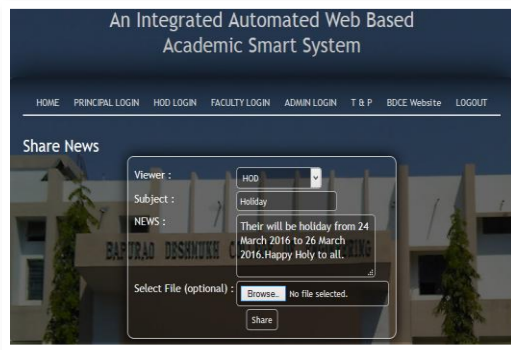 An Integrated Automated Web Based
Academic Smart System
HOME PRINCIPAL LOGIN HOD LOGIN FACULTY LOGIN ADMIN LOGIN T & P BDCE Website LOGOUT
Share News
Viewer : HOD
Subject : Holiday
NEWS : Their will be holiday from 24
March 2016 to 26 March
2016.Happy Holy to all.
BAPURAO DESHMUKH
Select File (optional) : Browse.. No file selected.
Share